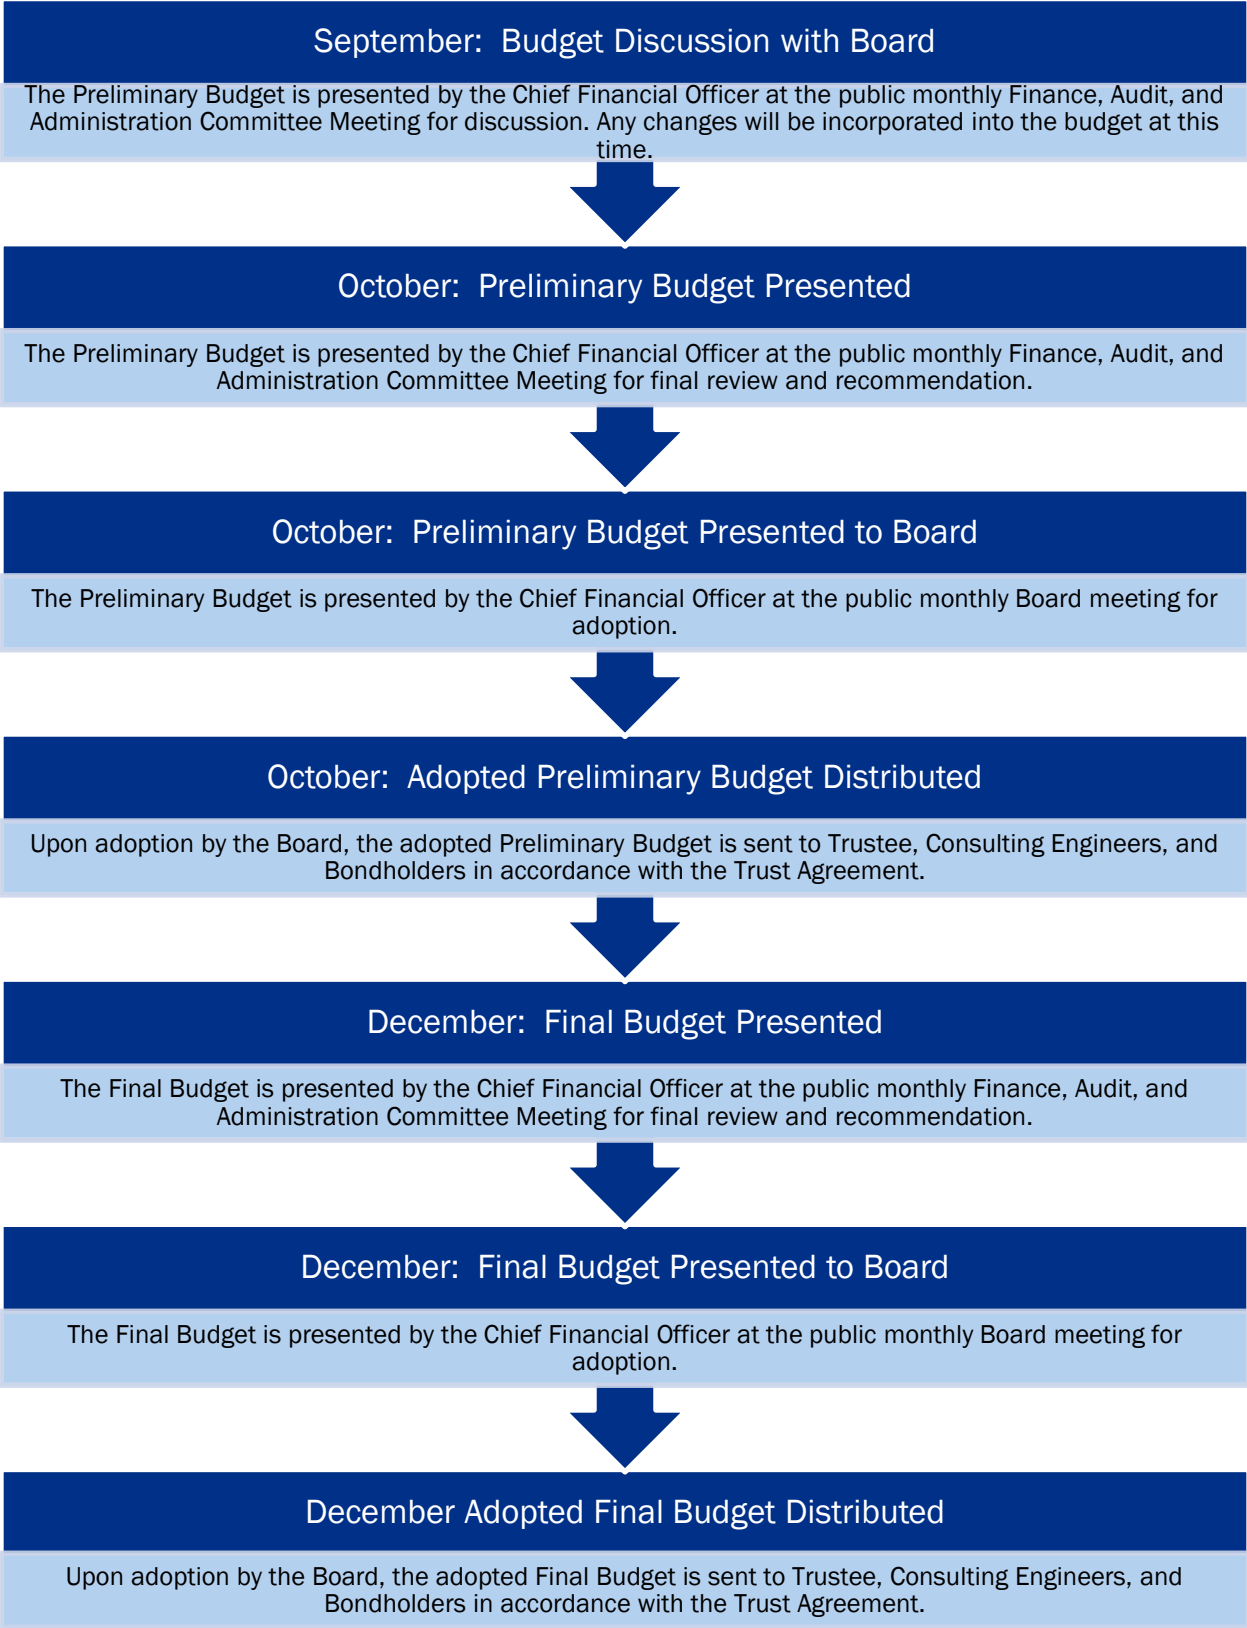 September:  Budget Discussion with Board
The Preliminary Budget is presented by the Chief Financial Officer at the public monthly Finance, Audit, and
Administration Committee Meeting for discussion. Any changes will be incorporated into the budget at this
time.
October:  Preliminary Budget Presented
The Preliminary Budget is presented by the Chief Financial Officer at the public monthly Finance, Audit, and
Administration Committee Meeting for final review and recommendation.
October:  Preliminary Budget Presented to Board
The Preliminary Budget is presented by the Chief Financial Officer at the public monthly Board meeting for
adoption.
October:  Adopted Preliminary Budget Distributed
Upon adoption by the Board, the adopted Preliminary Budget is sent to Trustee, Consulting Engineers, and
Bondholders in accordance with the Trust Agreement.
December:  Final Budget Presented
The Final Budget is presented by the Chief Financial Officer at the public monthly Finance, Audit, and
Administration Committee Meeting for final review and recommendation.
December:  Final Budget Presented to Board
The Final Budget is presented by the Chief Financial Officer at the public monthly Board meeting for
adoption.
December Adopted Final Budget Distributed
Upon adoption by the Board, the adopted Final Budget is sent to Trustee, Consulting Engineers, and
Bondholders in accordance with the Trust Agreement.